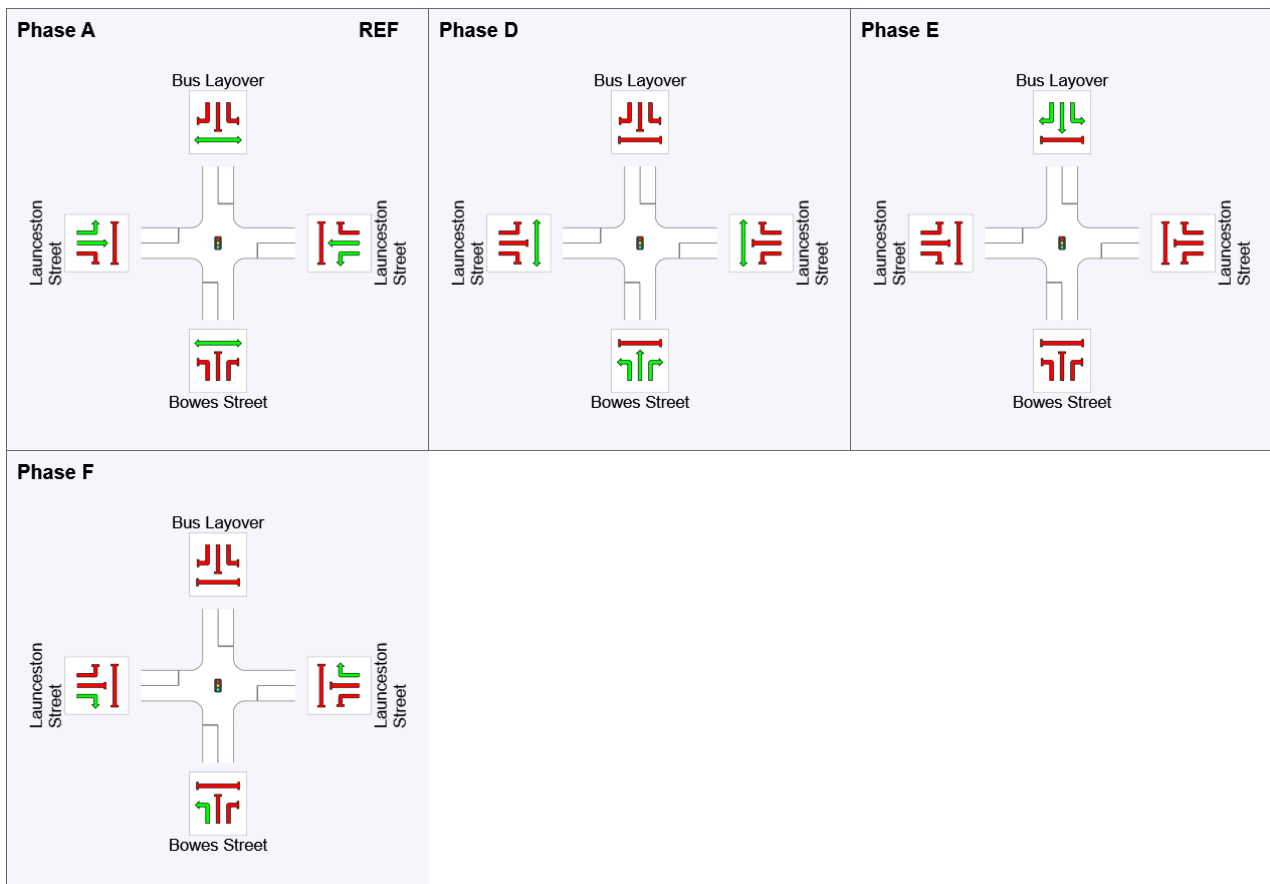 Phase A
REF
Bus Layover
Launceston
Street
Launceston
Street
Bowes Street
Phase D
Bus Layover
Launceston
Street
Launceston
Street
Bowes Street
Phase E
Bus Layover
Launceston
Street
Launceston
Street
Bowes Street
Phase F
Bus Layover
Launceston
Street
Launceston
Street
Bowes Street